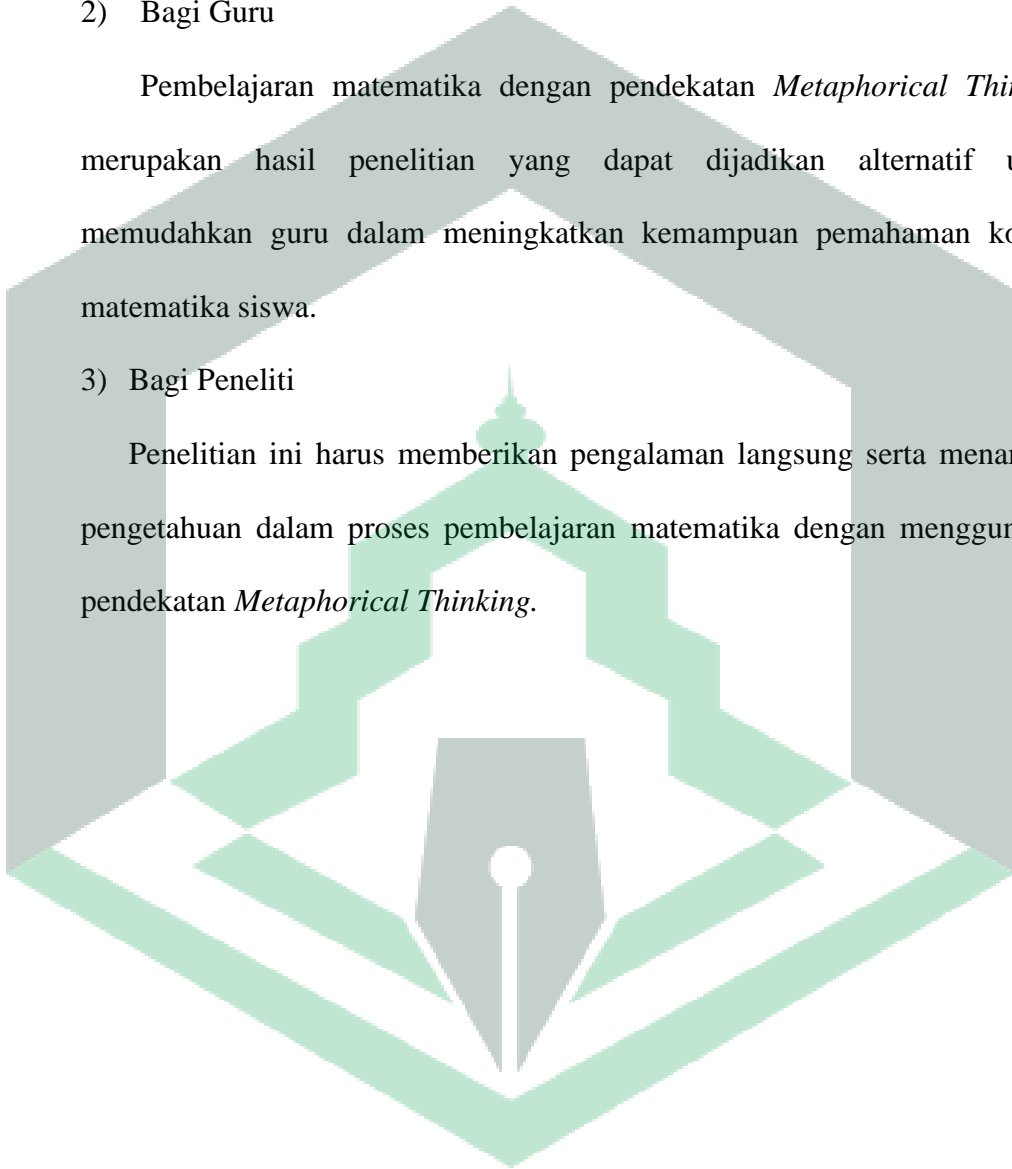 2) Bagi Guru
Pembelajaran matematika dengan pendekatan Metaphorical
merupakan hasil penelitian yang dapat dijadikan alternatif
memudahkan guru dalam meningkatkan kemampuan pemahaman
matematika siswa.
3) Bagi Peneliti
Penelitian ini harus memberikan pengalaman langsung serta
pengetahuan dalam proses pembelajaran matematika dengan
pendekatan Metaphorical Thinking.